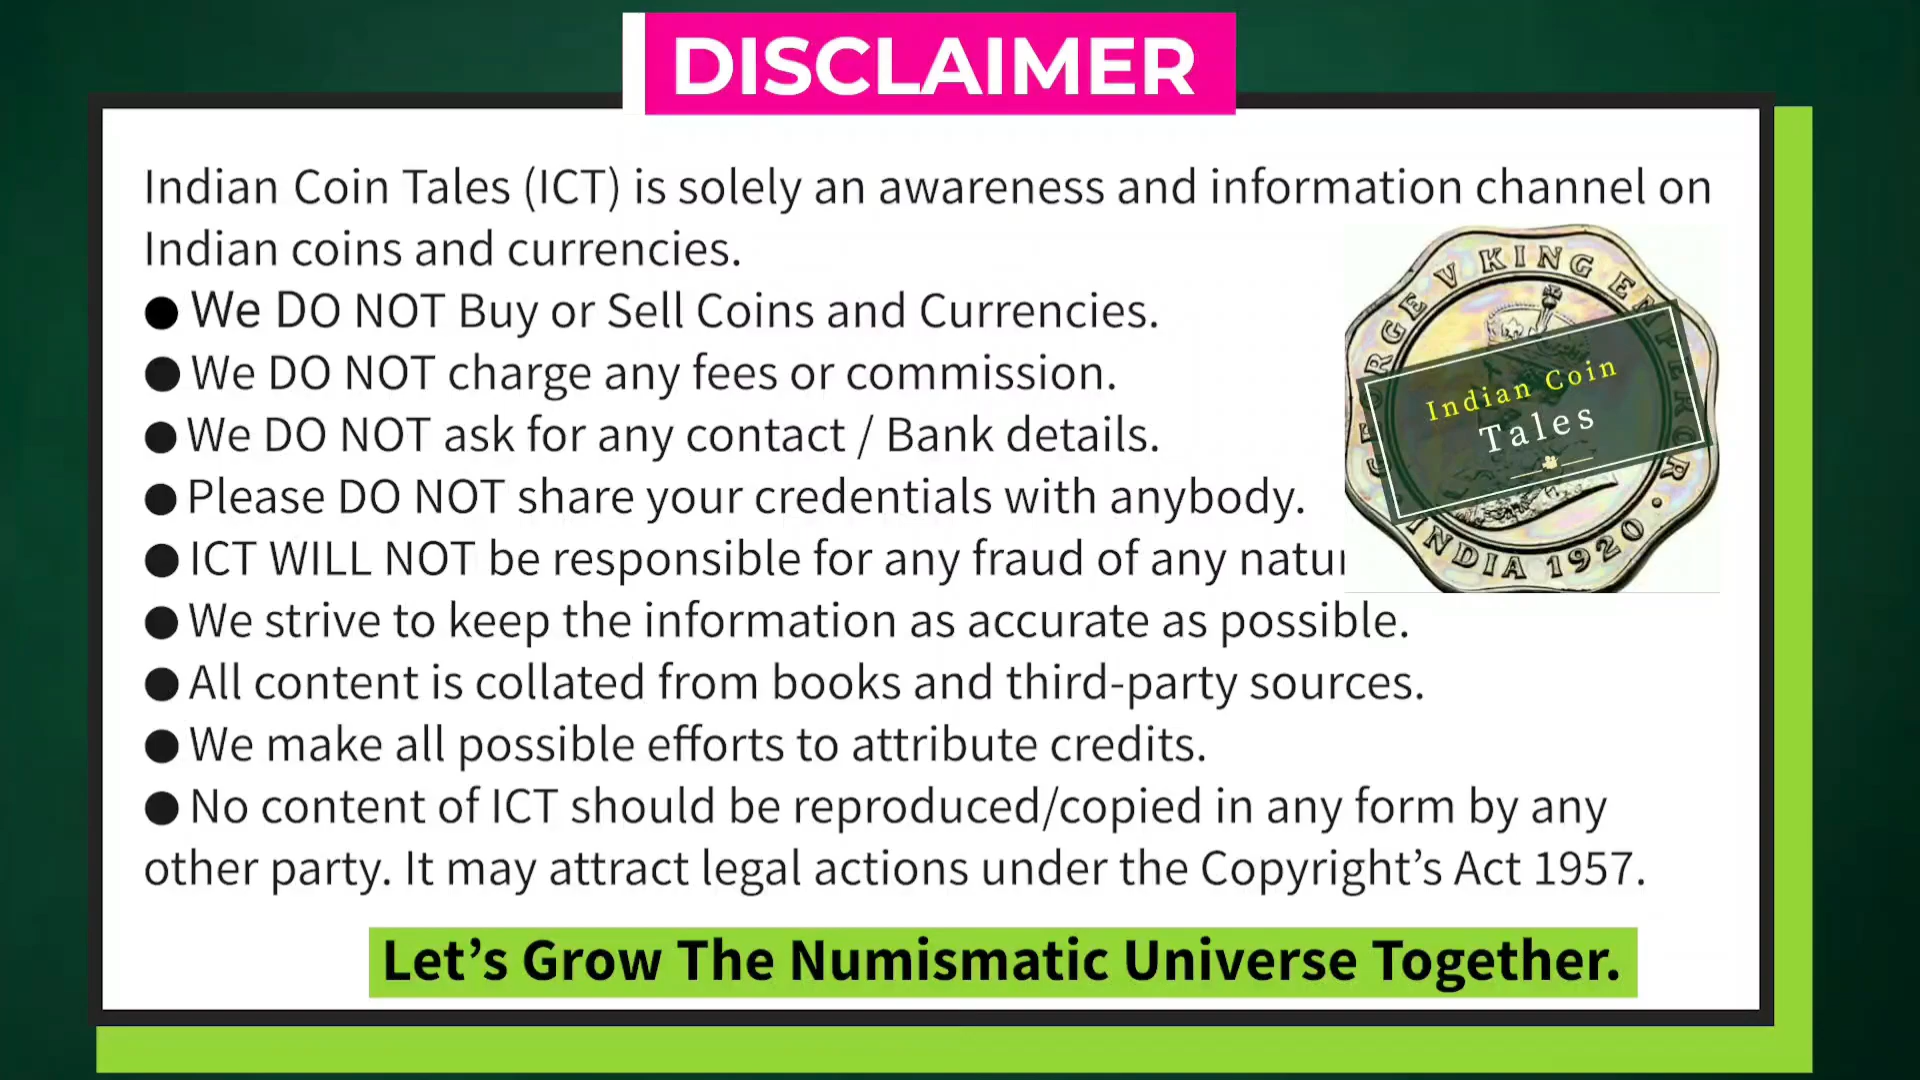 DISCLAIMER
Indian Coin Tales (ICT) is solely an awareness and information channel on
Indian coins and currencies.
● We DO NOT Buy or Sell Coins and Currencies.
● We DO NOT charge any fees or commission.
● We DO NOT ask for any contact / Bank details.
● Please DO NOT share your credentials with anybody.
● ICT WILL NOT be responsible for any fraud of any
● We strive to keep the information as accurate as possible.
● All content is collated from books and third-party sources.
● We make all possible efforts to attribute credits.
● No content of ICT should be reproduced/copied in any form by any
other party. It may attract legal actions under the Copyright's Act 1957.
V KING
Indian Coin
Tales
INDIA 1920
Let's Grow The Numismatic Universe Together.